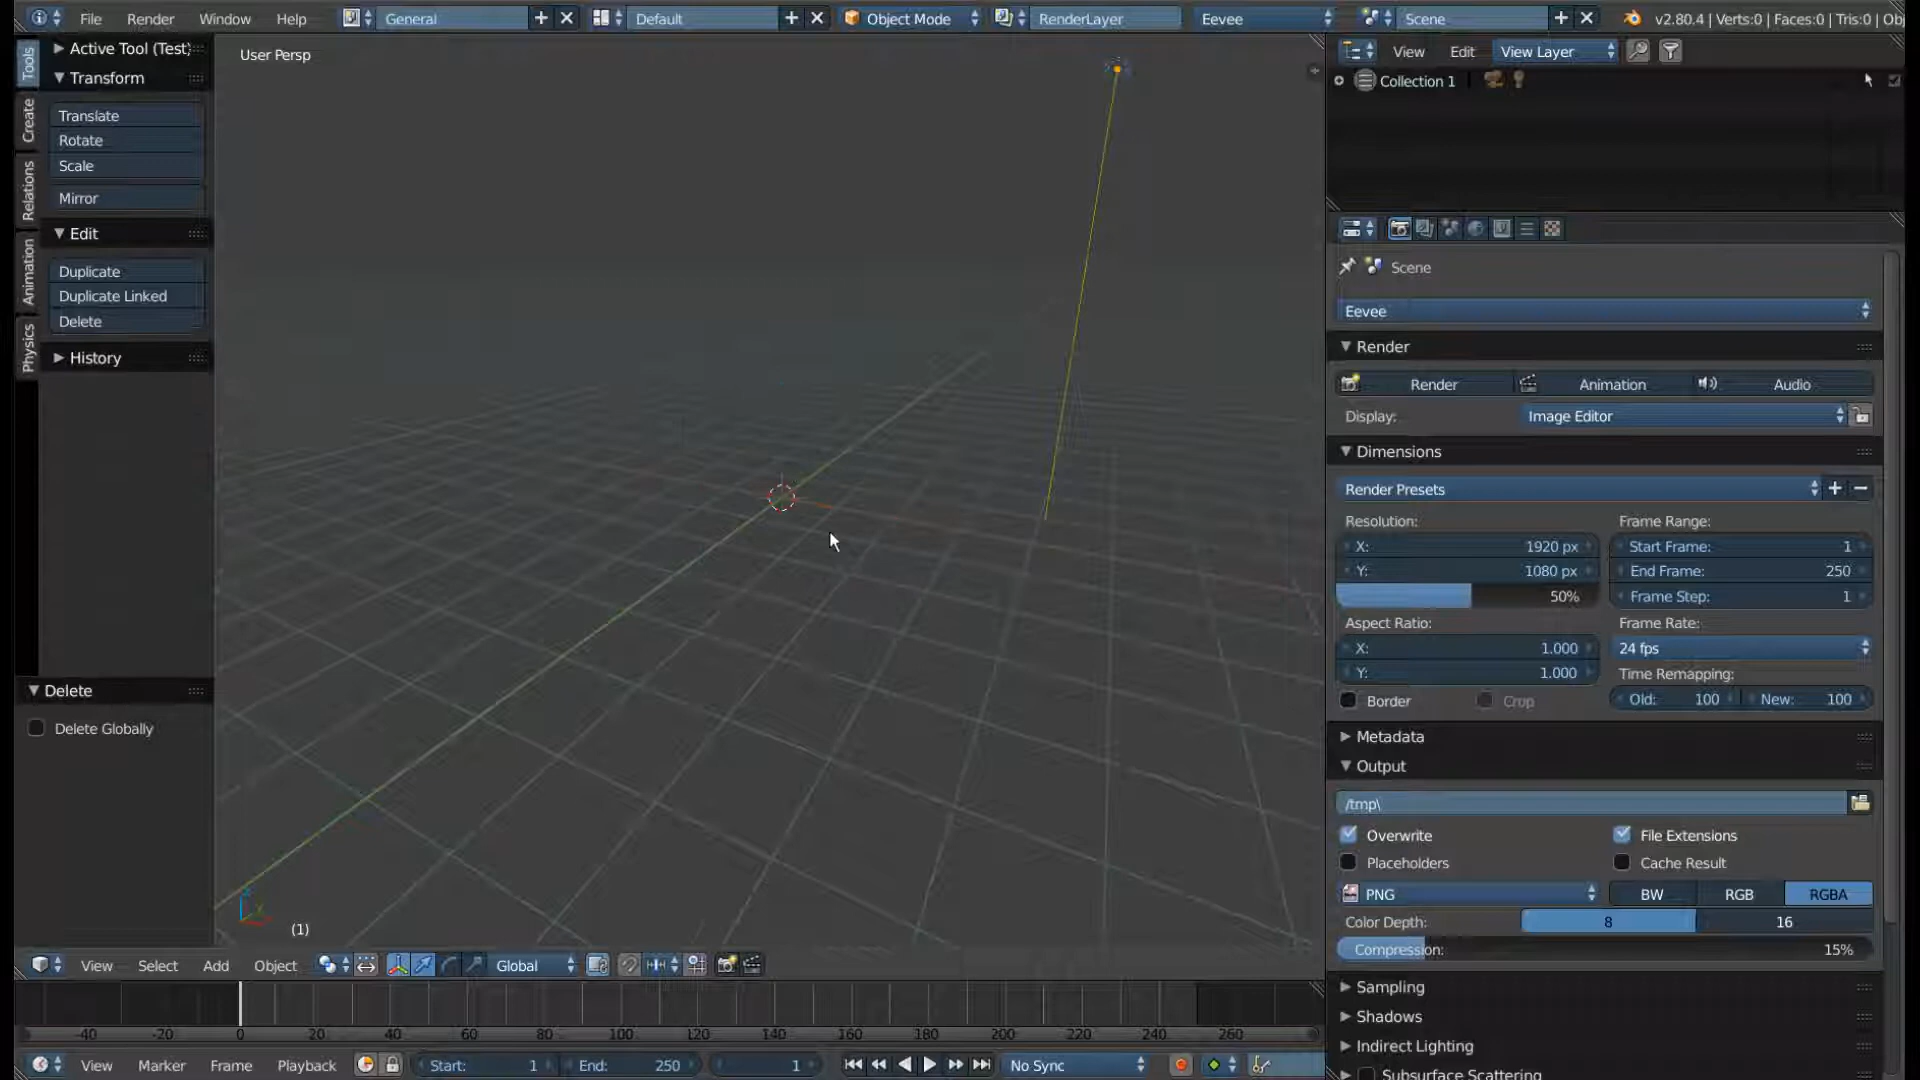 File Render Window Help General Default Object Mode RenderLayer Eevee Scene v2.80.4 | Verts:0 | Faces:0 | Tris:0 | Obj
Tools
Create
Relations
Animation
Physics
Active Tool (Test)
Transform
Translate
Rotate
Scale
Mirror
Edit
Duplicate
Duplicate Linked
Delete
History
Delete
Delete Globally
User Persp
(1)
View Select Add Object Global
-40 -20 0 20 40 60 80 100 120 140 160 180 200 220 240 260
View Marker Frame Playback Start: 1 End: 250 1 No Sync
View Edit View Layer
Collection 1
Scene
Eevee
Render
Render Animation Audio
Display: Image Editor
Dimensions
Render Presets
Resolution: Frame Range:
X: 1920 px Start Frame: 1
Y: 1080 px End Frame: 250
50% Frame Step: 1
Aspect Ratio: Frame Rate:
X: 1.000 24 fps
Y: 1.000 Time Remapping:
Border Crop Old: 100 New: 100
Metadata
Output
/tmp\
Overwrite File Extensions
Placeholders Cache Result
PNG BW RGB RGBA
Color Depth: 8 16
Compression: 15%
Sampling
Shadows
Indirect Lighting
Subsurface Scattering